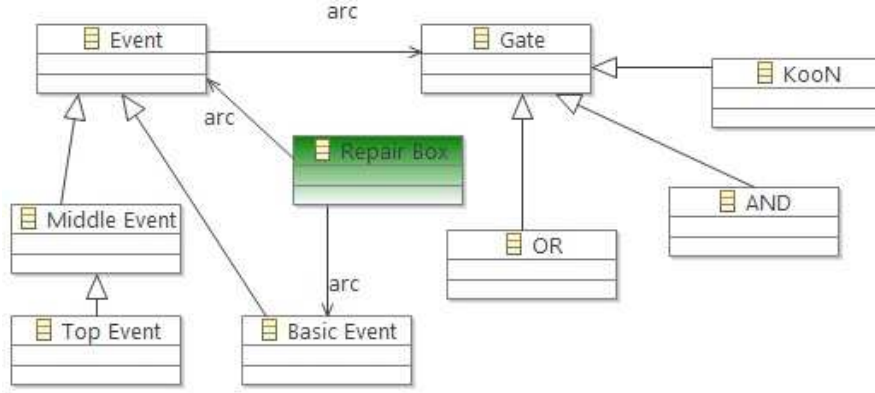 arc
Event
Gate
KooN
arc
Repair Box
Middle Event
AND
OR
arc
Top Event
Basic Event